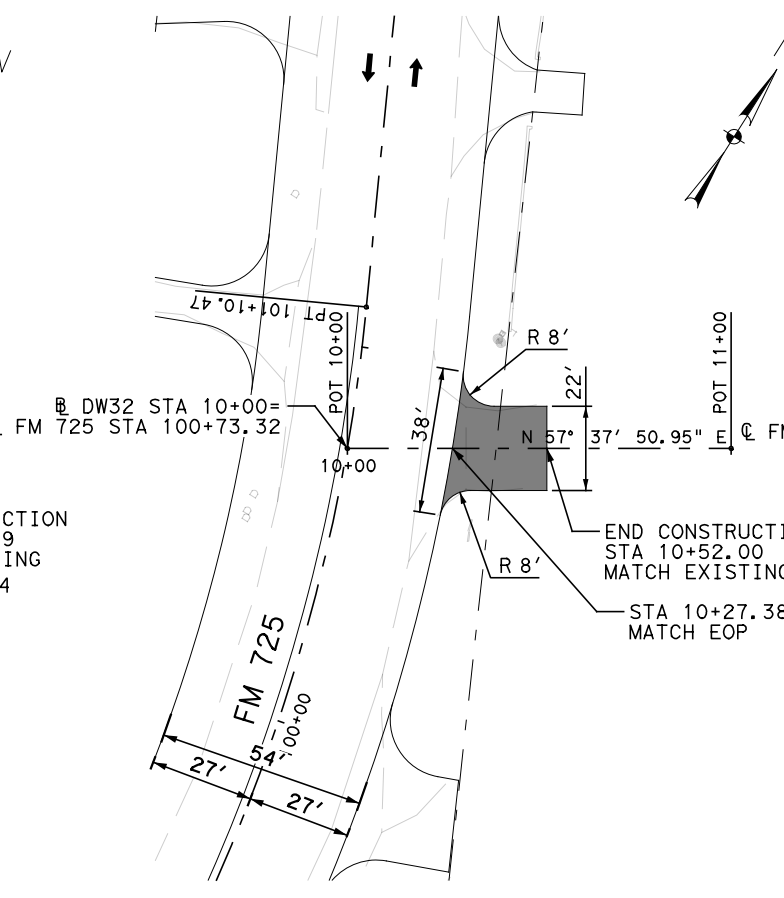 PT 101+10.47
POT 10+00
R 8'
22'
POT 11+00
℄ FM
B̲L DW32 STA 10+00=
FM 725 STA 100+73.32
38'
N 57° 37' 50.95" E
10+00
CTION
9
ING
4
END CONSTRUCTI
STA 10+52.00
MATCH EXISTING
R 8'
STA 10+27.38
MATCH EOP
FM 725
00+00
54'
27'
27'